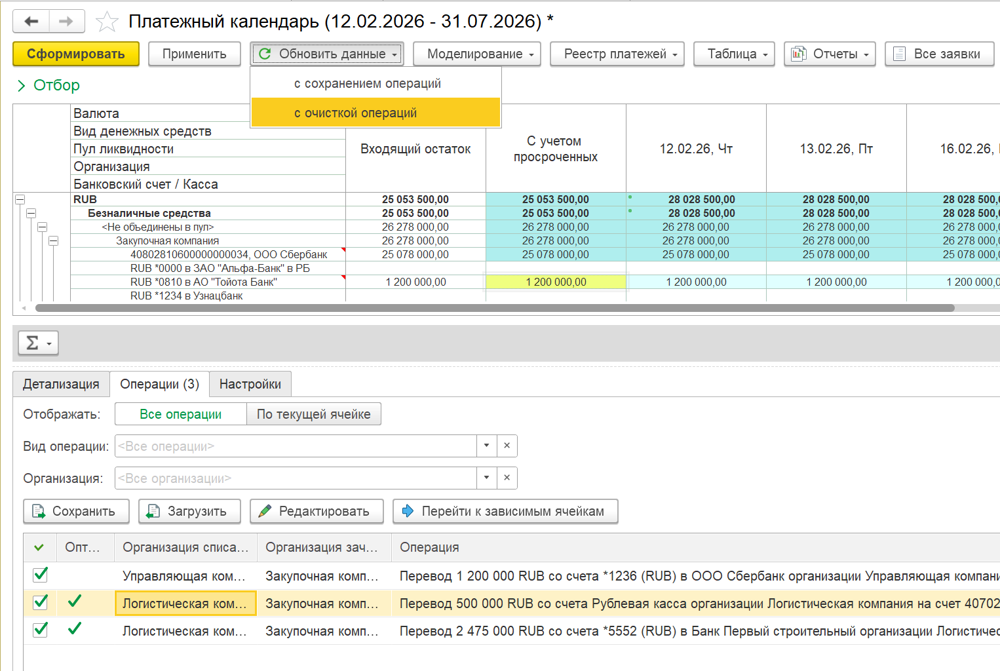 Платежный календарь (12.02.2026 - 31.07.2026) *
Сформировать Применить Обновить данные Моделирование Реестр платежей Таблица Отчеты Все заявки
Отбор
с сохранением операций
с очисткой операций
Валюта
Вид денежных средств
Пул ликвидности
Организация
Банковский счет / Касса
Входящий остаток С учетом просроченных 12.02.26, Чт 13.02.26, Пт 16.02.26,
RUB 25 053 500,00 25 053 500,00 28 028 500,00 28 028 500,00 28 028 500,
Безналичные средства 25 053 500,00 25 053 500,00 28 028 500,00 28 028 500,00 28 028 500,
<Не объединены в пул> 26 278 000,00 26 278 000,00 26 278 000,00 26 278 000,00 26 278 000,
Закупочная компания 26 278 000,00 26 278 000,00 26 278 000,00 26 278 000,00 26 278 000,
40802810600000000034, ООО Сбербанк 25 078 000,00 25 078 000,00 25 078 000,00 25 078 000,00 25 078 000,
RUB *0000 в ЗАО "Альфа-Банк" в РБ
RUB *0810 в АО "Тойота Банк" 1 200 000,00 1 200 000,00 1 200 000,00 1 200 000,00 1 200 000,
RUB *1234 в Узнацбанк
Σ
Детализация Операции (3) Настройки
Отображать: Все операции По текущей ячейке
Вид операции: <Все операции>
Организация: <Все организации>
Сохранить Загрузить Редактировать Перейти к зависимым ячейкам
Опт... Организация списа... Организация зач... Операция
Управляющая ком... Закупочная комп... Перевод 1 200 000 RUB со счета *1236 (RUB) в ООО Сбербанк организации Управляющая компани
Логистическая ком... Закупочная комп... Перевод 500 000 RUB со счета Рублевая касса организации Логистическая компания на счет 40702
Логистическая ком... Закупочная комп... Перевод 2 475 000 RUB со счета *5552 (RUB) в Банк Первый строительный организации Логистичес